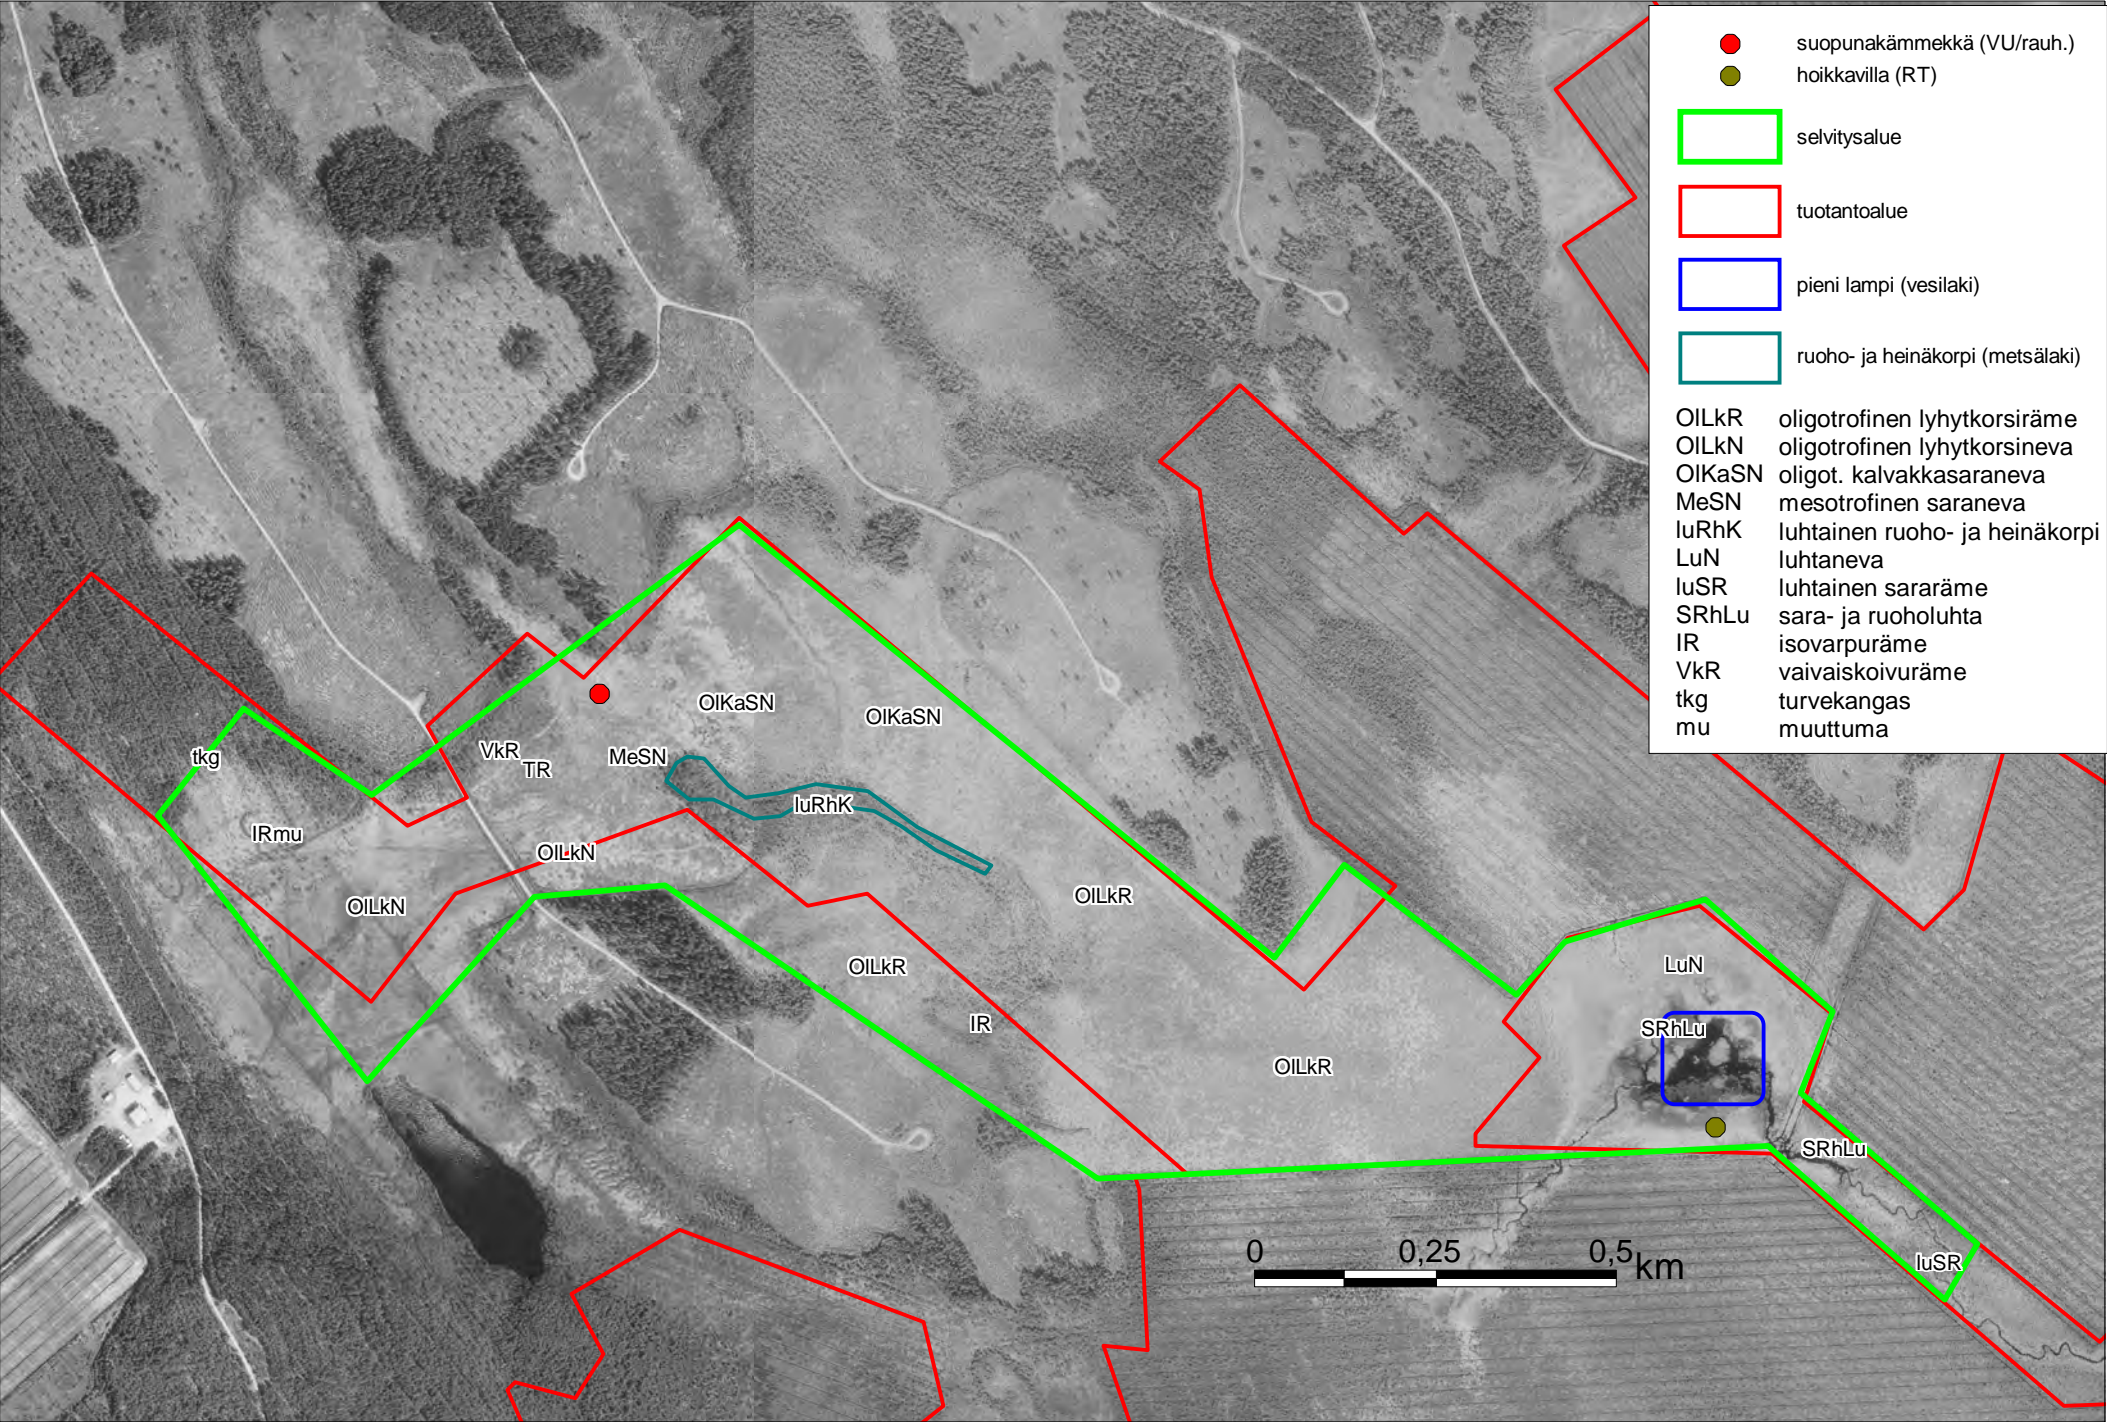 suopunakämmekkä (VU/rauh.)
hoikkavilla (RT)
selvitysalue
tuotantoalue
pieni lampi (vesilaki)
ruoho- ja heinäkorpi (metsälaki)
OlLkR oligotrofinen lyhytkorsiräme
OlLkN oligotrofinen lyhytkorsineva
OlKaSN oligot. kalvakkasaraneva
MeSN mesotrofinen saraneva
luRhK luhtainen ruoho- ja heinäkorpi
LuN luhtaneva
luSR luhtainen sararäme
SRhLu sara- ja ruoholuhta
IR isovarpuräme
VkR vaivaiskoivuräme
tkg turvekangas
mu muuttuma
OlKaSN
OlKaSN
VkR
TR
MeSN
tkg
luRhK
IRmu
OlLkN
OlLkR
OlLkN
LuN
OlLkR
IR
SRhLu
OlLkR
SRhLu
luSR
0 0,25 0,5 km